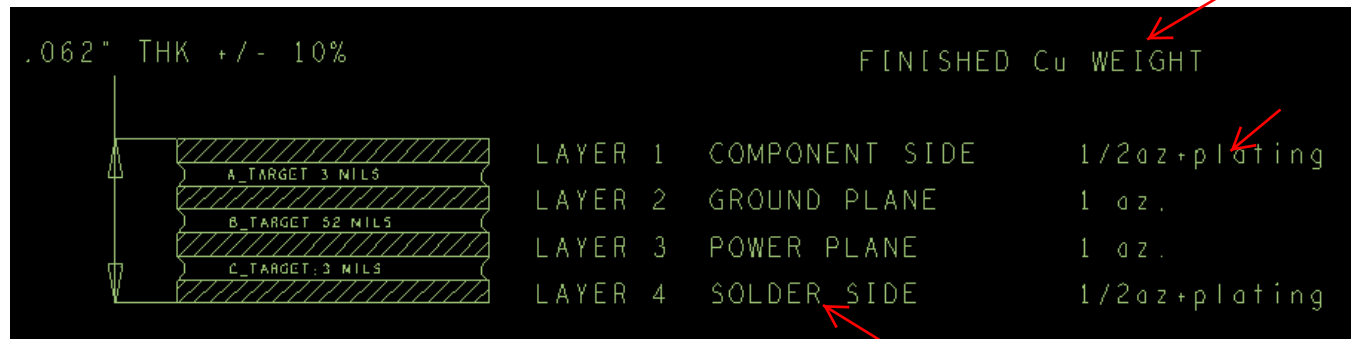 .062" THK +/- 10%
FINISHED Cu WEIGHT
LAYER 1 COMPONENT SIDE 1/2oz+plating
A_TARGET 3 MILS
LAYER 2 GROUND PLANE 1 oz.
B_TARGET 52 MILS
LAYER 3 POWER PLANE 1 oz.
C_TARGET:3 MILS
LAYER 4 SOLDER SIDE 1/2oz+plating